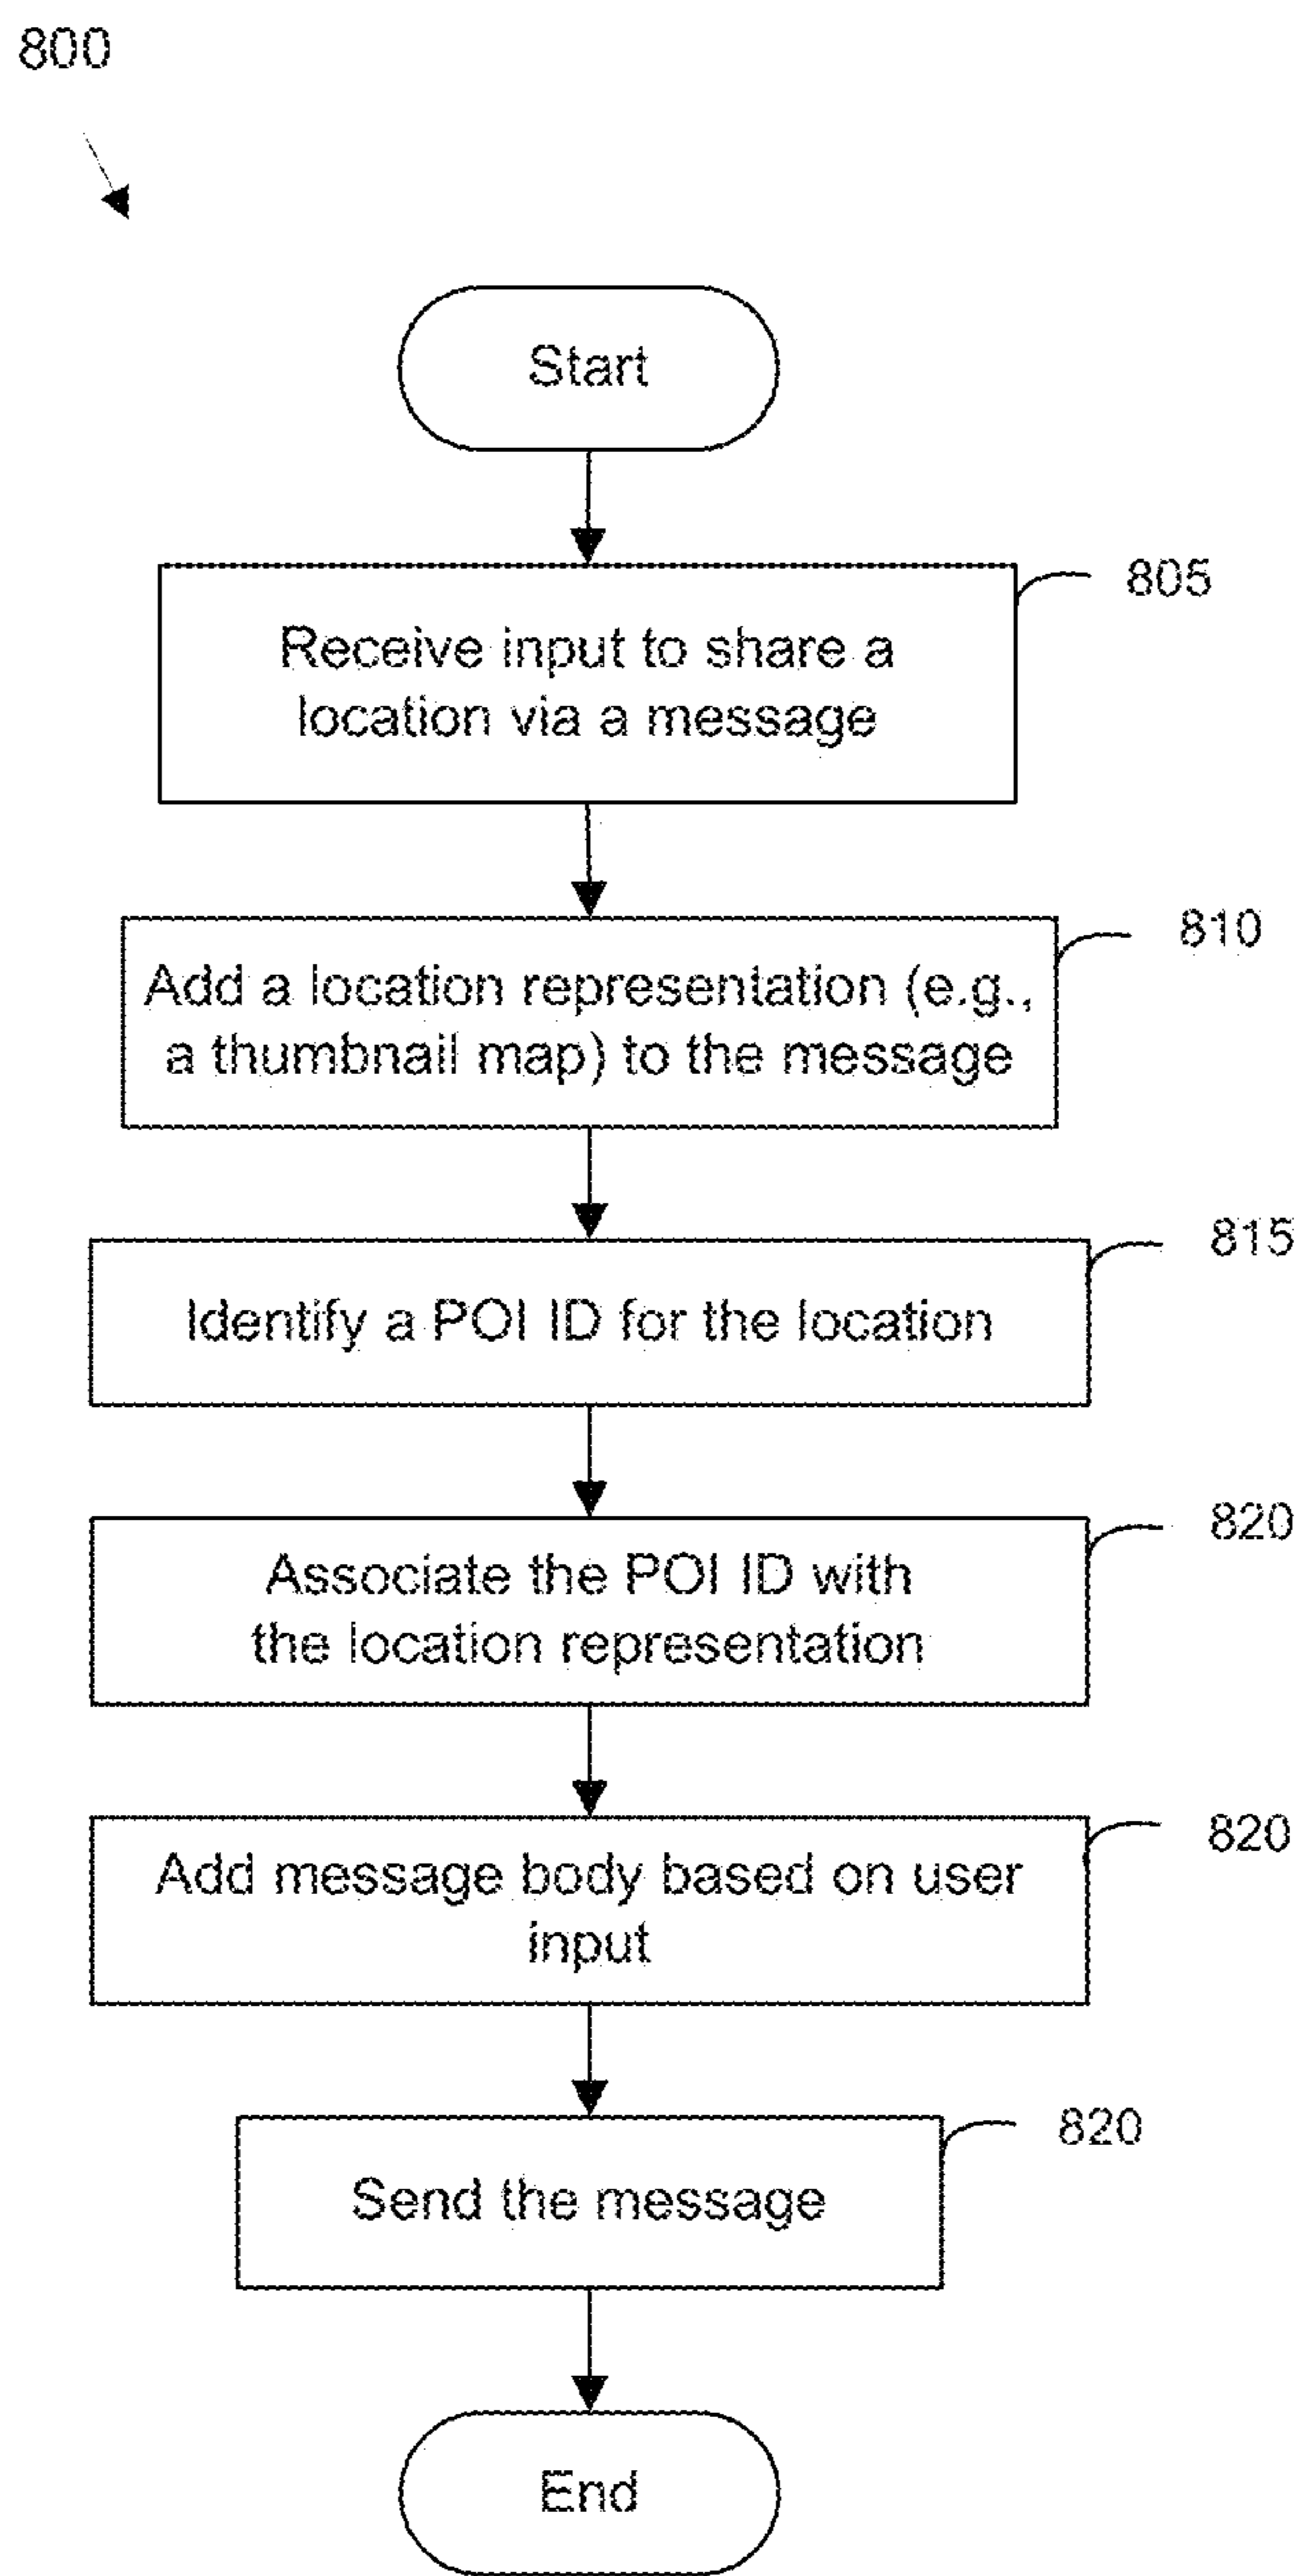 800
Start
805
Receive input to share a
location via a message
810
Add a location representation (e.g.,
a thumbnail map) to the message
815
Identify a POI ID for the location
820
Associate the POI ID with
the location representation
820
Add message body based on user
input
820
Send the message
End